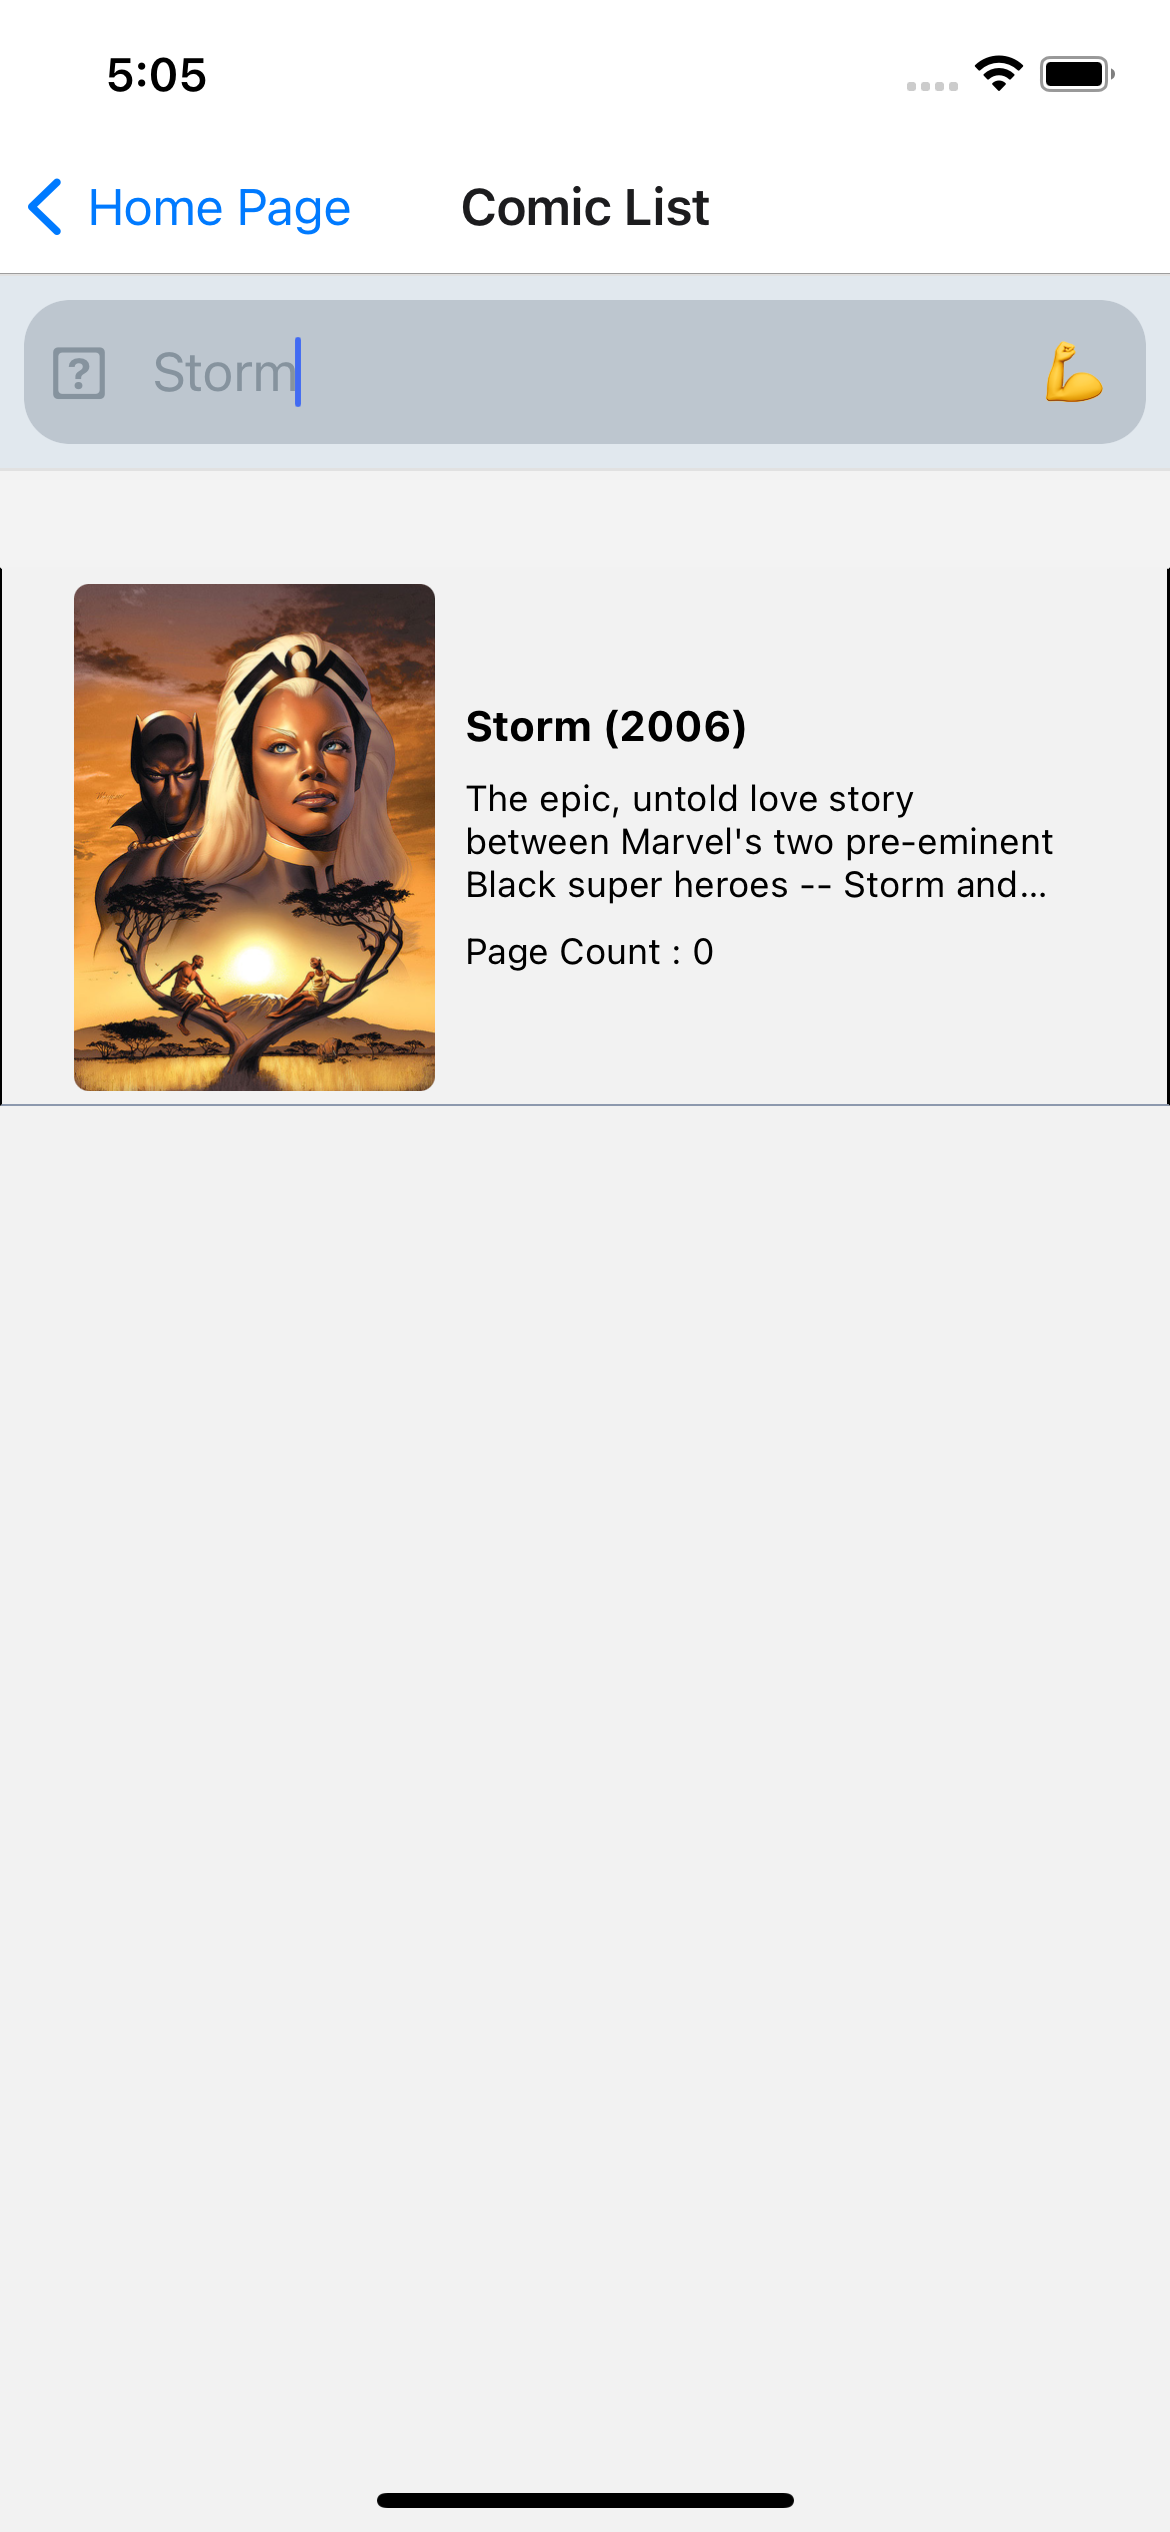 5:05
Home Page
Comic List
Storm
Storm (2006)
The epic, untold love story
between Marvel's two pre-eminent
Black super heroes -- Storm and...
Page Count : 0